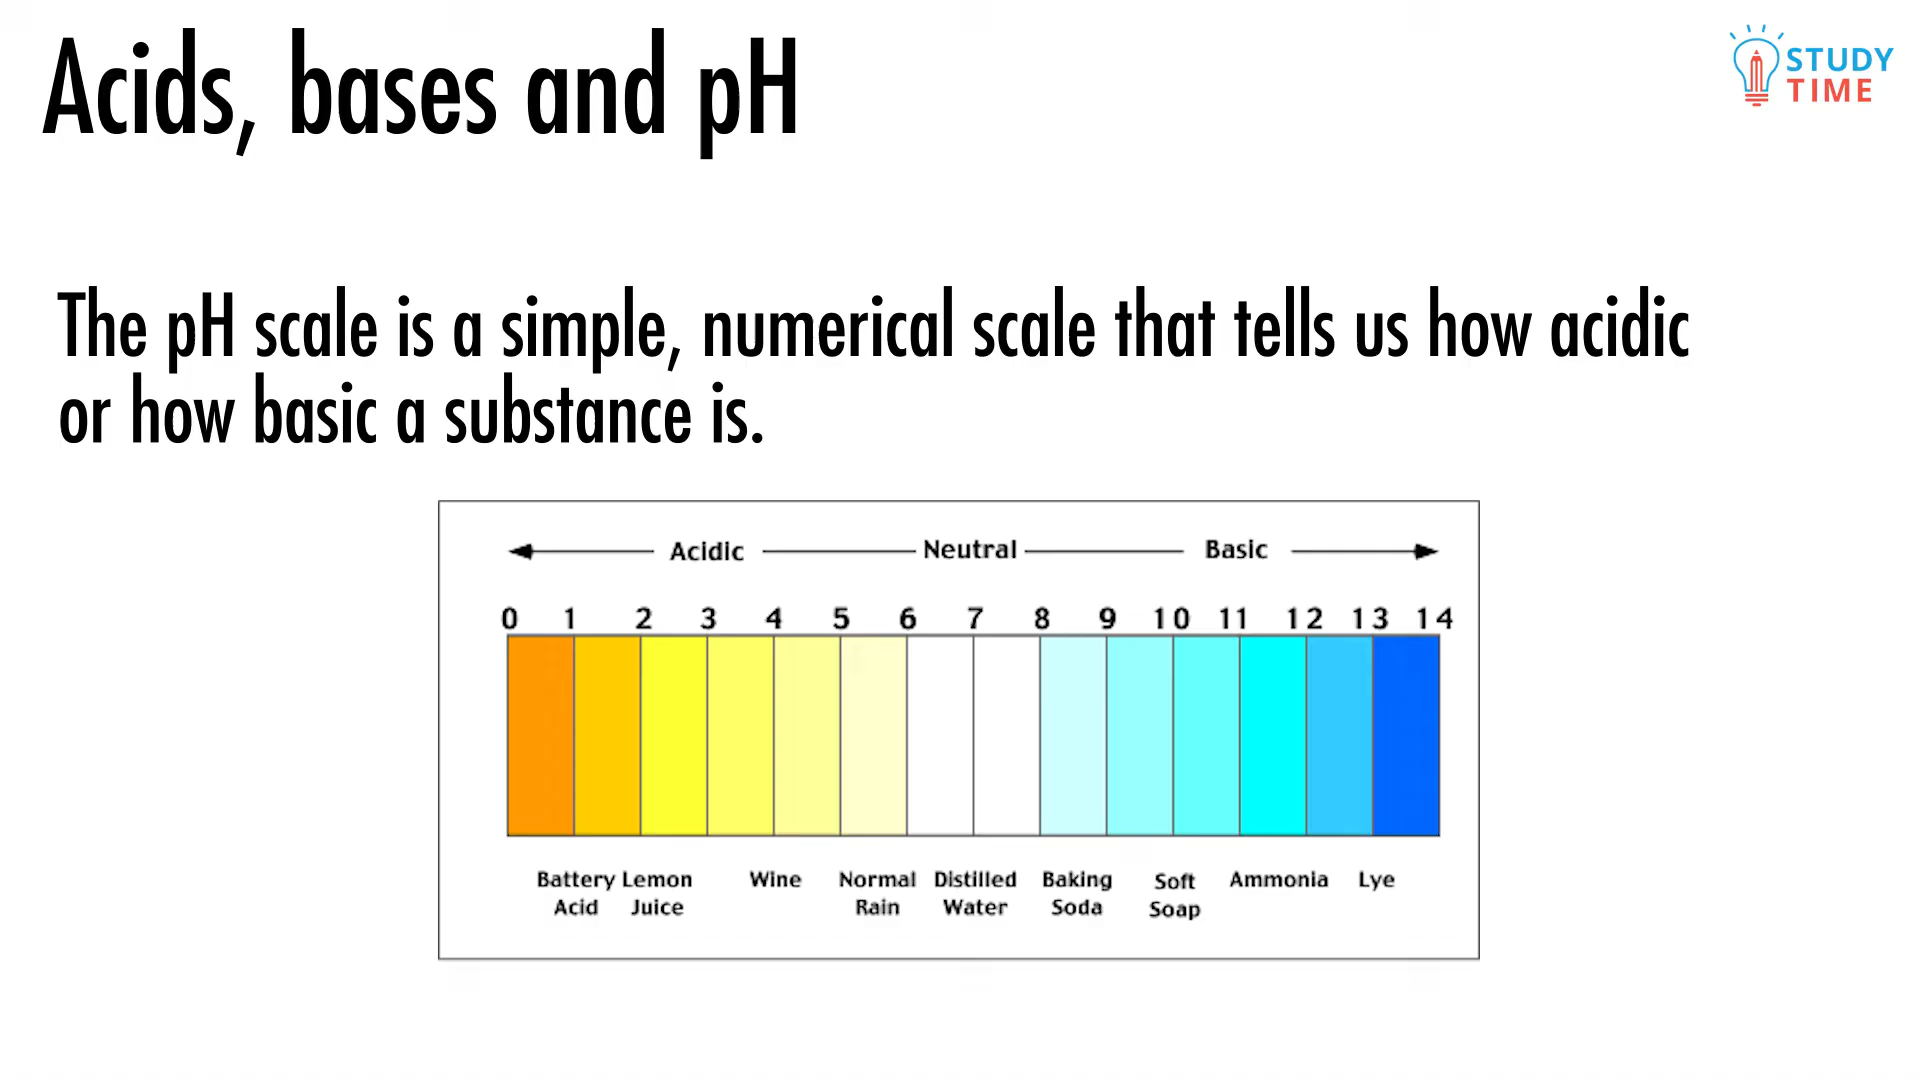 Acids, bases and pH
STUDY
TIME
The pH scale is a simple, numerical scale that tells us how acidic
or how basic a substance is.
Acidic Neutral Basic
0 1 2 3 4 5 6 7 8 9 10 11 12 13 14
Battery Lemon Wine Normal Distilled Baking Soft Ammonia Lye
Acid Juice Rain Water Soda Soap